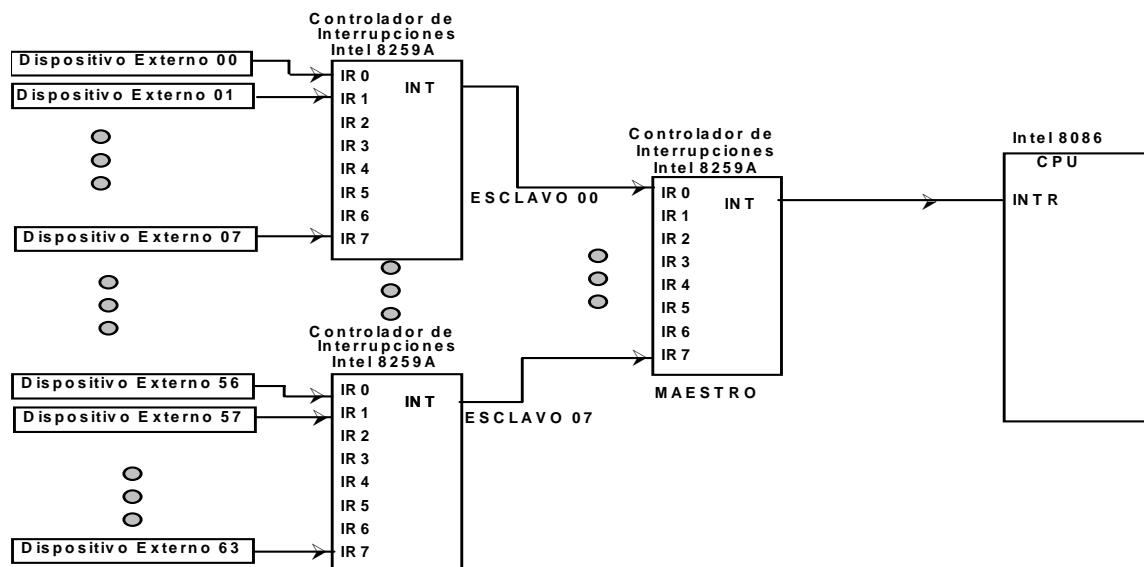 Controlador de
Interrupciones
Intel 8259A
Dispositivo Externo 00
Dispositivo Externo 01
Dispositivo Externo 07
IR 0
IR 1
IR 2
IR 3
IR 4
IR 5
IR 6
IR 7
INT
ESCLAVO 00
Controlador de
Interrupciones
Intel 8259A
IR 0
IR 1
IR 2
IR 3
IR 4
IR 5
IR 6
IR 7
INT
MAESTRO
Intel 8086
CPU
INTR
Controlador de
Interrupciones
Intel 8259A
Dispositivo Externo 56
Dispositivo Externo 57
Dispositivo Externo 63
IR 0
IR 1
IR 2
IR 3
IR 4
IR 5
IR 6
IR 7
INT
ESCLAVO 07